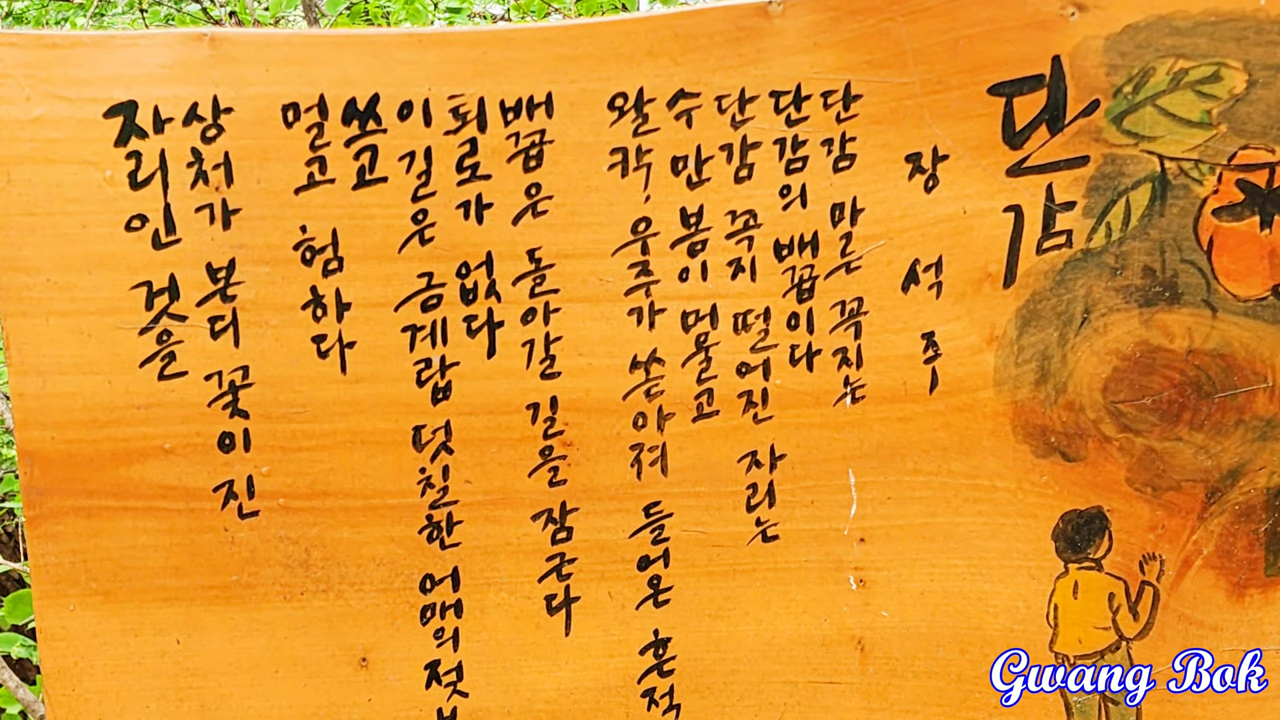 단감
장석주
단감 마른 꼭지는
단감의 배꼽이다
단감 꼭지 떨어진 자리는
수만 봄이 머물고
왈칵, 우주가 쏟아져 들어온 흔적
배꼽은 돌아갈 길을 잠근다
퇴로가 없다
이 길은 금계랍 덧칠한 어매의
쓰고
멀고 험하다
상처가 본디 꽃이 진
자리인 것을
Gwang Bok